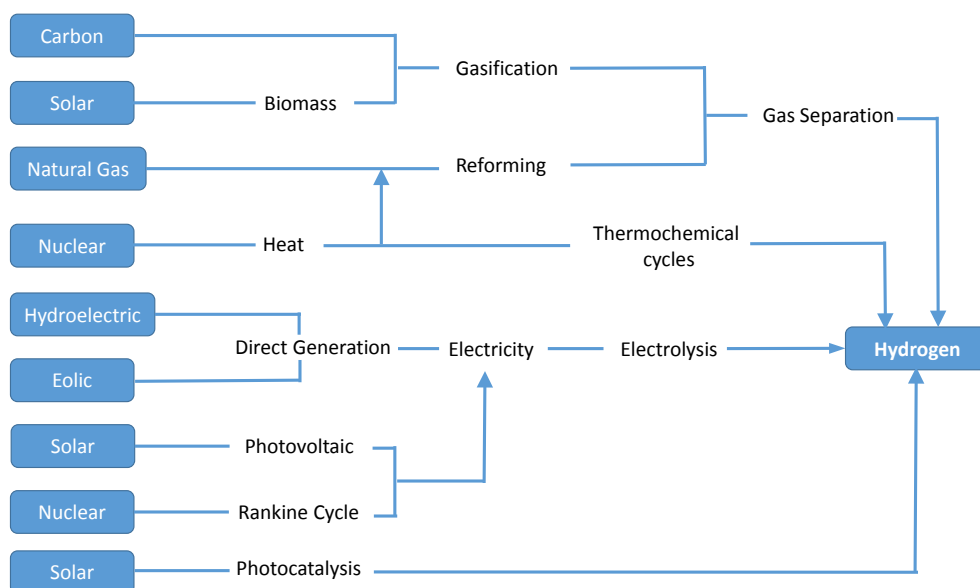 Carbon
Gasification
Solar
Biomass
Gas Separation
Natural Gas
Reforming
Nuclear
Heat
Thermochemical
cycles
Hydroelectric
Direct Generation
Electricity
Electrolysis
Hydrogen
Eolic
Solar
Photovoltaic
Nuclear
Rankine Cycle
Solar
Photocatalysis